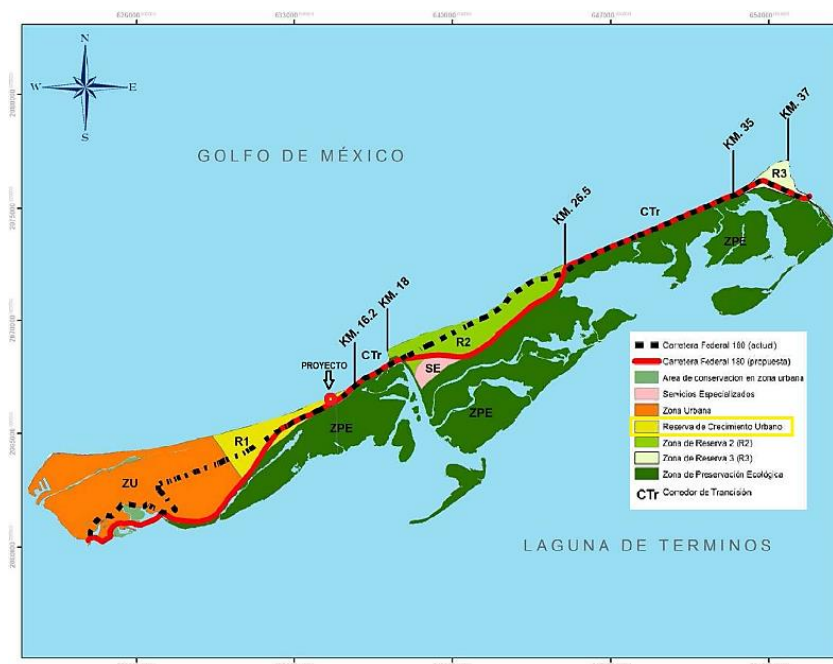 N
W E
S
GOLFO DE MÉXICO
KM. 35
KM. 37
R3
CTr
ZPE
KM. 26.5
KM. 18
KM. 16.2
CTr
R2
PROYECTO
SE
ZPE
ZPE
R1
ZU
LAGUNA DE TERMINOS
Carretera Federal 180 (actual)
Carretera Federal 180 (propuesta)
Area de conservacion en zona urbana
Servicios Especializados
Zona Urbana
Reserva de Crecimiento Urbano
Zona de Reserva 2 (R2)
Zona de Reserva 3 (R3)
Zona de Preservación Ecológica
CTr Corredor de Transición